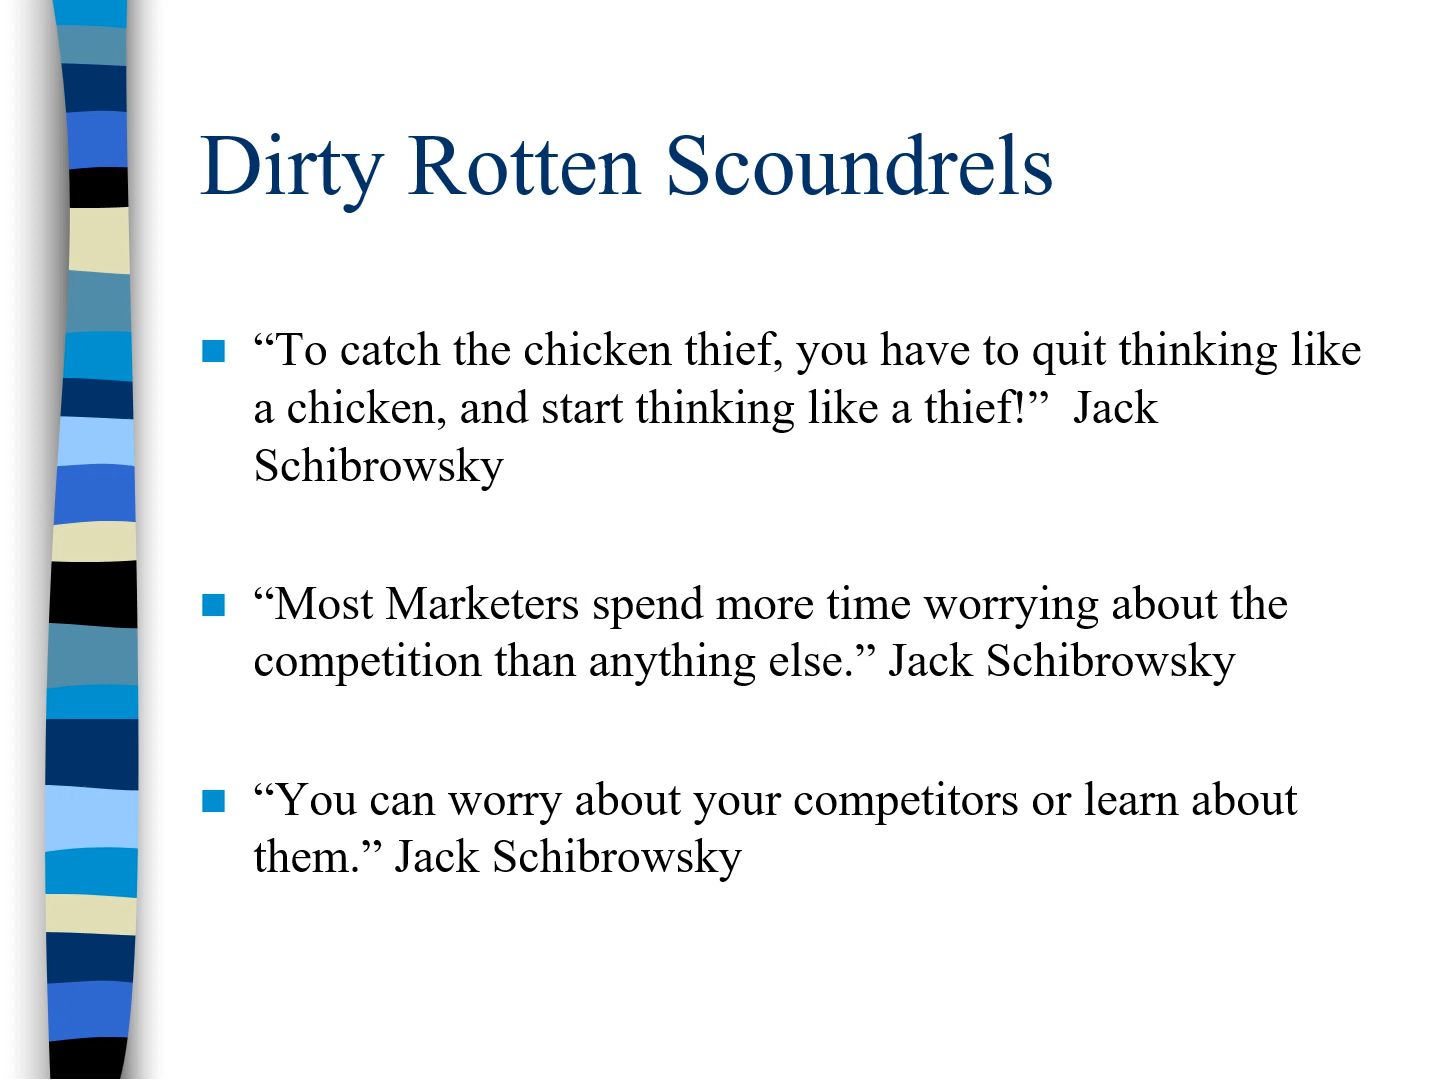 Dirty Rotten Scoundrels
“To catch the chicken thief, you have to quit thinking like
a chicken, and start thinking like a thief!”  Jack
Schibrowsky
“Most Marketers spend more time worrying about the
competition than anything else.” Jack Schibrowsky
“You can worry about your competitors or learn about
them.” Jack Schibrowsky